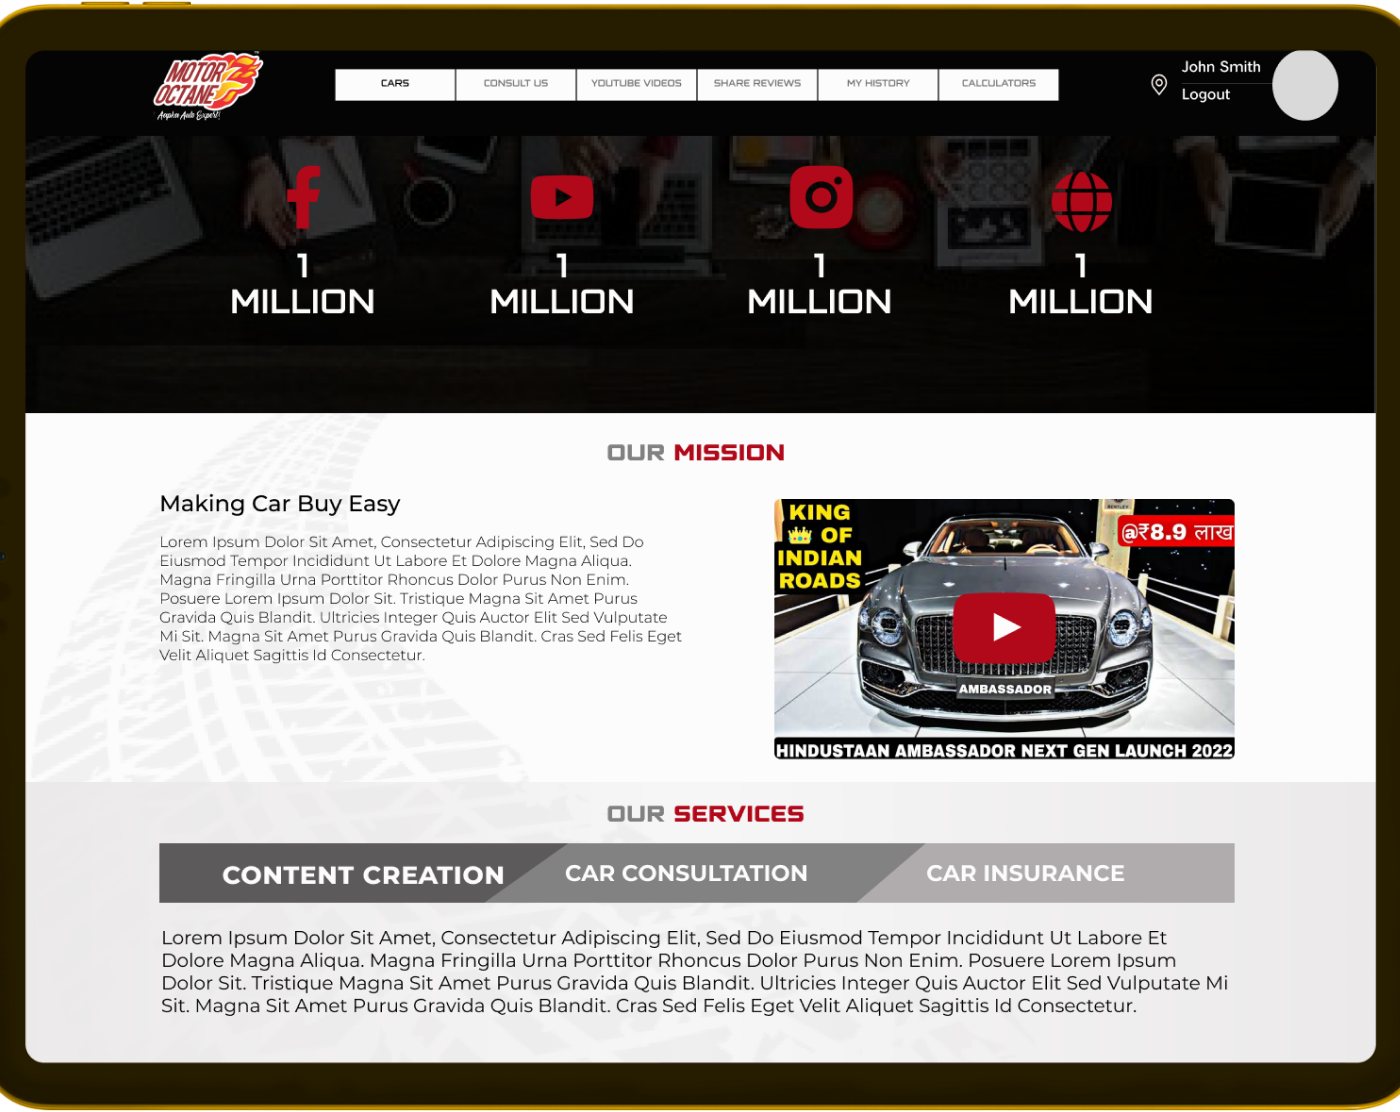 MOTOR
OCTANE
TM
Aapka Auto Expert!
CARS
CONSULT US
YOUTUBE VIDEOS
SHARE REVIEWS
MY HISTORY
CALCULATORS
John Smith
Logout
1
MILLION
1
MILLION
1
MILLION
1
MILLION
OUR MISSION
Making Car Buy Easy
Lorem Ipsum Dolor Sit Amet, Consectetur Adipiscing Elit, Sed Do
Eiusmod Tempor Incididunt Ut Labore Et Dolore Magna Aliqua.
Magna Fringilla Urna Porttitor Rhoncus Dolor Purus Non Enim.
Posuere Lorem Ipsum Dolor Sit. Tristique Magna Sit Amet Purus
Gravida Quis Blandit. Ultricies Integer Quis Auctor Elit Sed Vulputate
Mi Sit. Magna Sit Amet Purus Gravida Quis Blandit. Cras Sed Felis Eget
Velit Aliquet Sagittis Id Consectetur.
KING
👑 OF
INDIAN
ROADS
BENTLEY
@₹8.9 लाख
AMBASSADOR
HINDUSTAAN AMBASSADOR NEXT GEN LAUNCH 2022
OUR SERVICES
CONTENT CREATION
CAR CONSULTATION
CAR INSURANCE
Lorem Ipsum Dolor Sit Amet, Consectetur Adipiscing Elit, Sed Do Eiusmod Tempor Incididunt Ut Labore Et
Dolore Magna Aliqua. Magna Fringilla Urna Porttitor Rhoncus Dolor Purus Non Enim. Posuere Lorem Ipsum
Dolor Sit. Tristique Magna Sit Amet Purus Gravida Quis Blandit. Ultricies Integer Quis Auctor Elit Sed Vulputate Mi
Sit. Magna Sit Amet Purus Gravida Quis Blandit. Cras Sed Felis Eget Velit Aliquet Sagittis Id Consectetur.